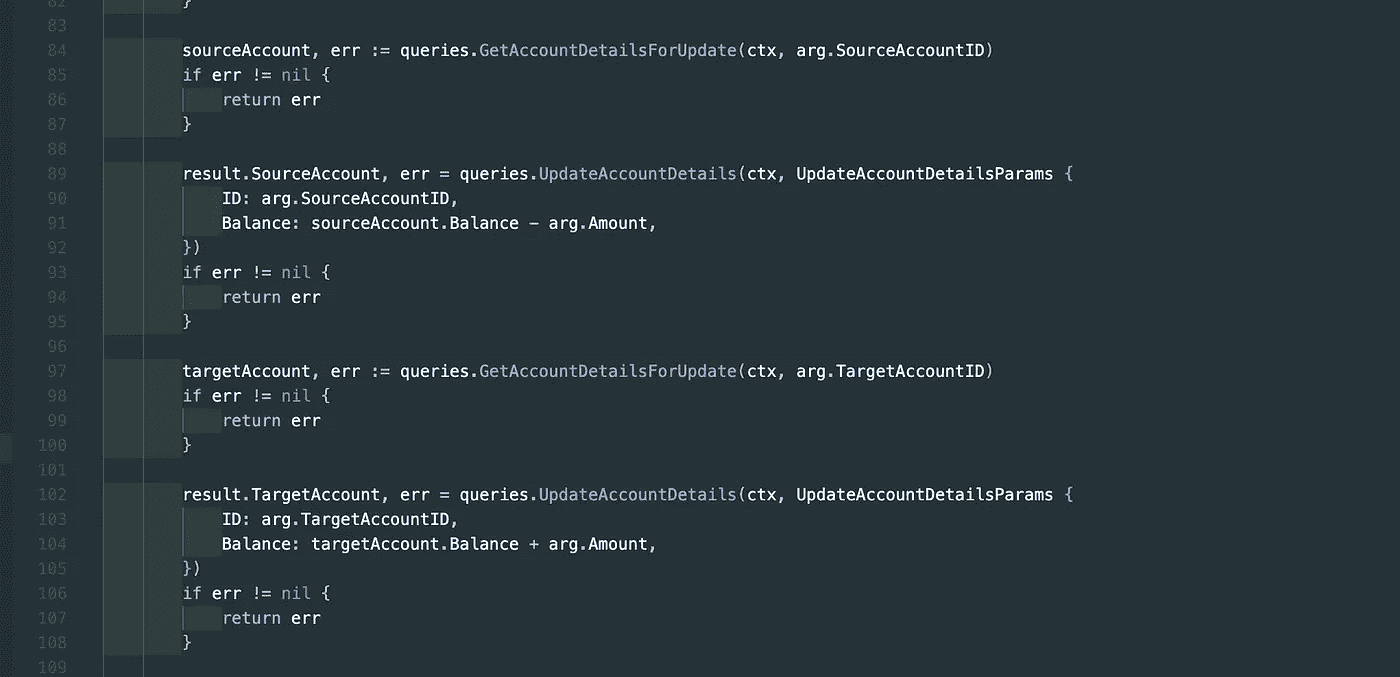 82 }
83
84 sourceAccount, err := queries.GetAccountDetailsForUpdate(ctx, arg.SourceAccountID)
85 if err != nil {
86 return err
87 }
88
89 result.SourceAccount, err = queries.UpdateAccountDetails(ctx, UpdateAccountDetailsParams {
90 ID: arg.SourceAccountID,
91 Balance: sourceAccount.Balance - arg.Amount,
92 })
93 if err != nil {
94 return err
95 }
96
97 targetAccount, err := queries.GetAccountDetailsForUpdate(ctx, arg.TargetAccountID)
98 if err != nil {
99 return err
100 }
101
102 result.TargetAccount, err = queries.UpdateAccountDetails(ctx, UpdateAccountDetailsParams {
103 ID: arg.TargetAccountID,
104 Balance: targetAccount.Balance + arg.Amount,
105 })
106 if err != nil {
107 return err
108 }
109